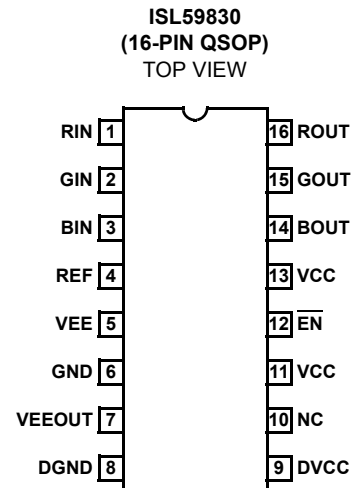 ISL59830
(16-PIN QSOP)
TOP VIEW
RIN 1 16 ROUT
GIN 2 15 GOUT
BIN 3 14 BOUT
REF 4 13 VCC
VEE 5 12 E̅N̅
GND 6 11 VCC
VEEOUT 7 10 NC
DGND 8 9 DVCC